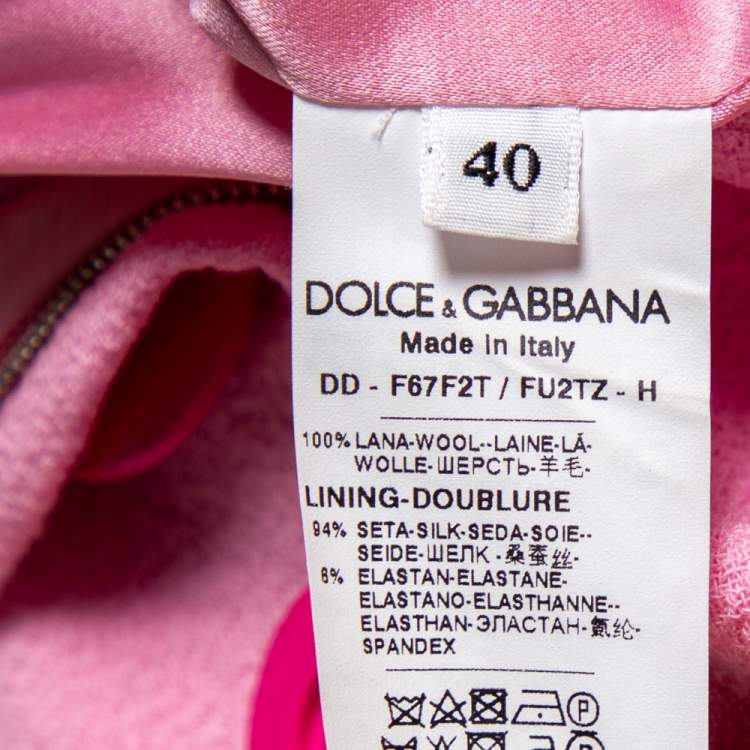 40
DOLCE & GABBANA
Made in Italy
DD - F67F2T / FU2TZ - H
100% LANA-WOOL--LAINE-LÃ-
WOLLE-ШЕРСТЬ-羊毛-
LINING-DOUBLURE
94% SETA-SILK-SEDA-SOIE--
SEIDE-ШЕЛК -桑蚕丝-
6% ELASTAN-ELASTANE-
ELASTANO-ELASTHANNE--
ELASTHAN-ЭЛАСТАН-氨纶-
SPANDEX
P